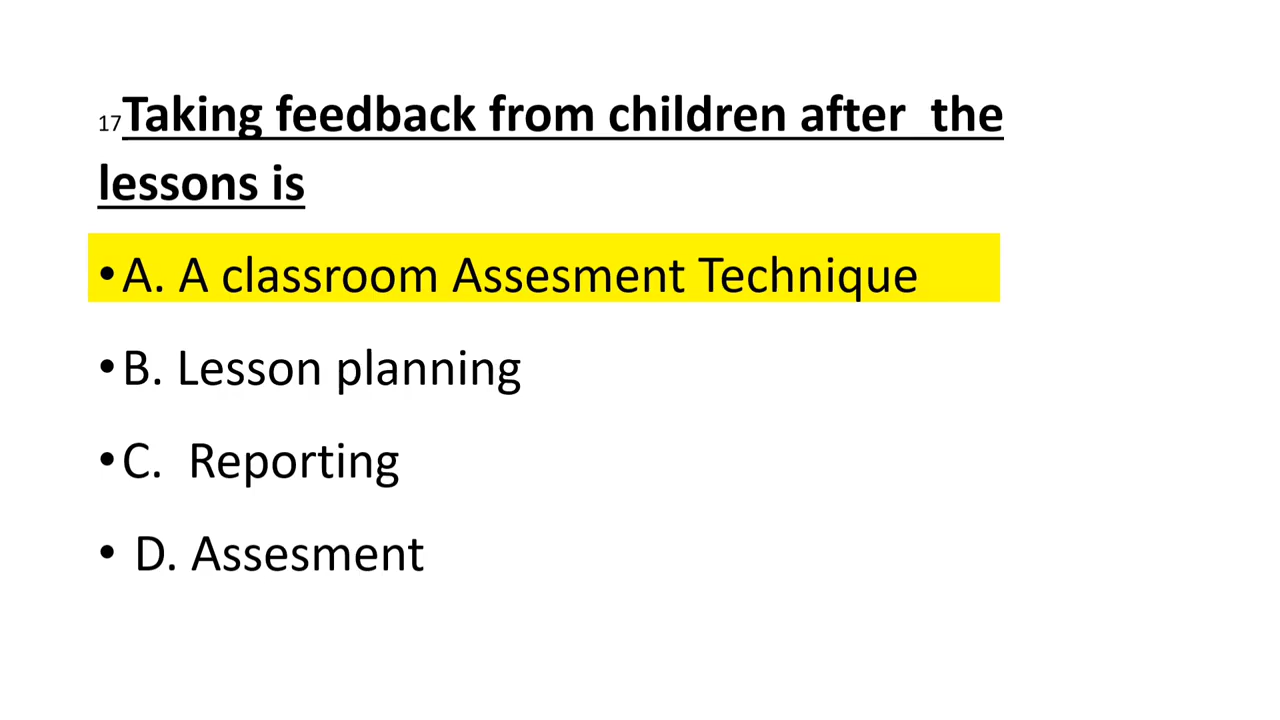 17Taking feedback from children after  the
lessons is
•A. A classroom Assesment Technique
•B. Lesson planning
•C.  Reporting
• D. Assesment